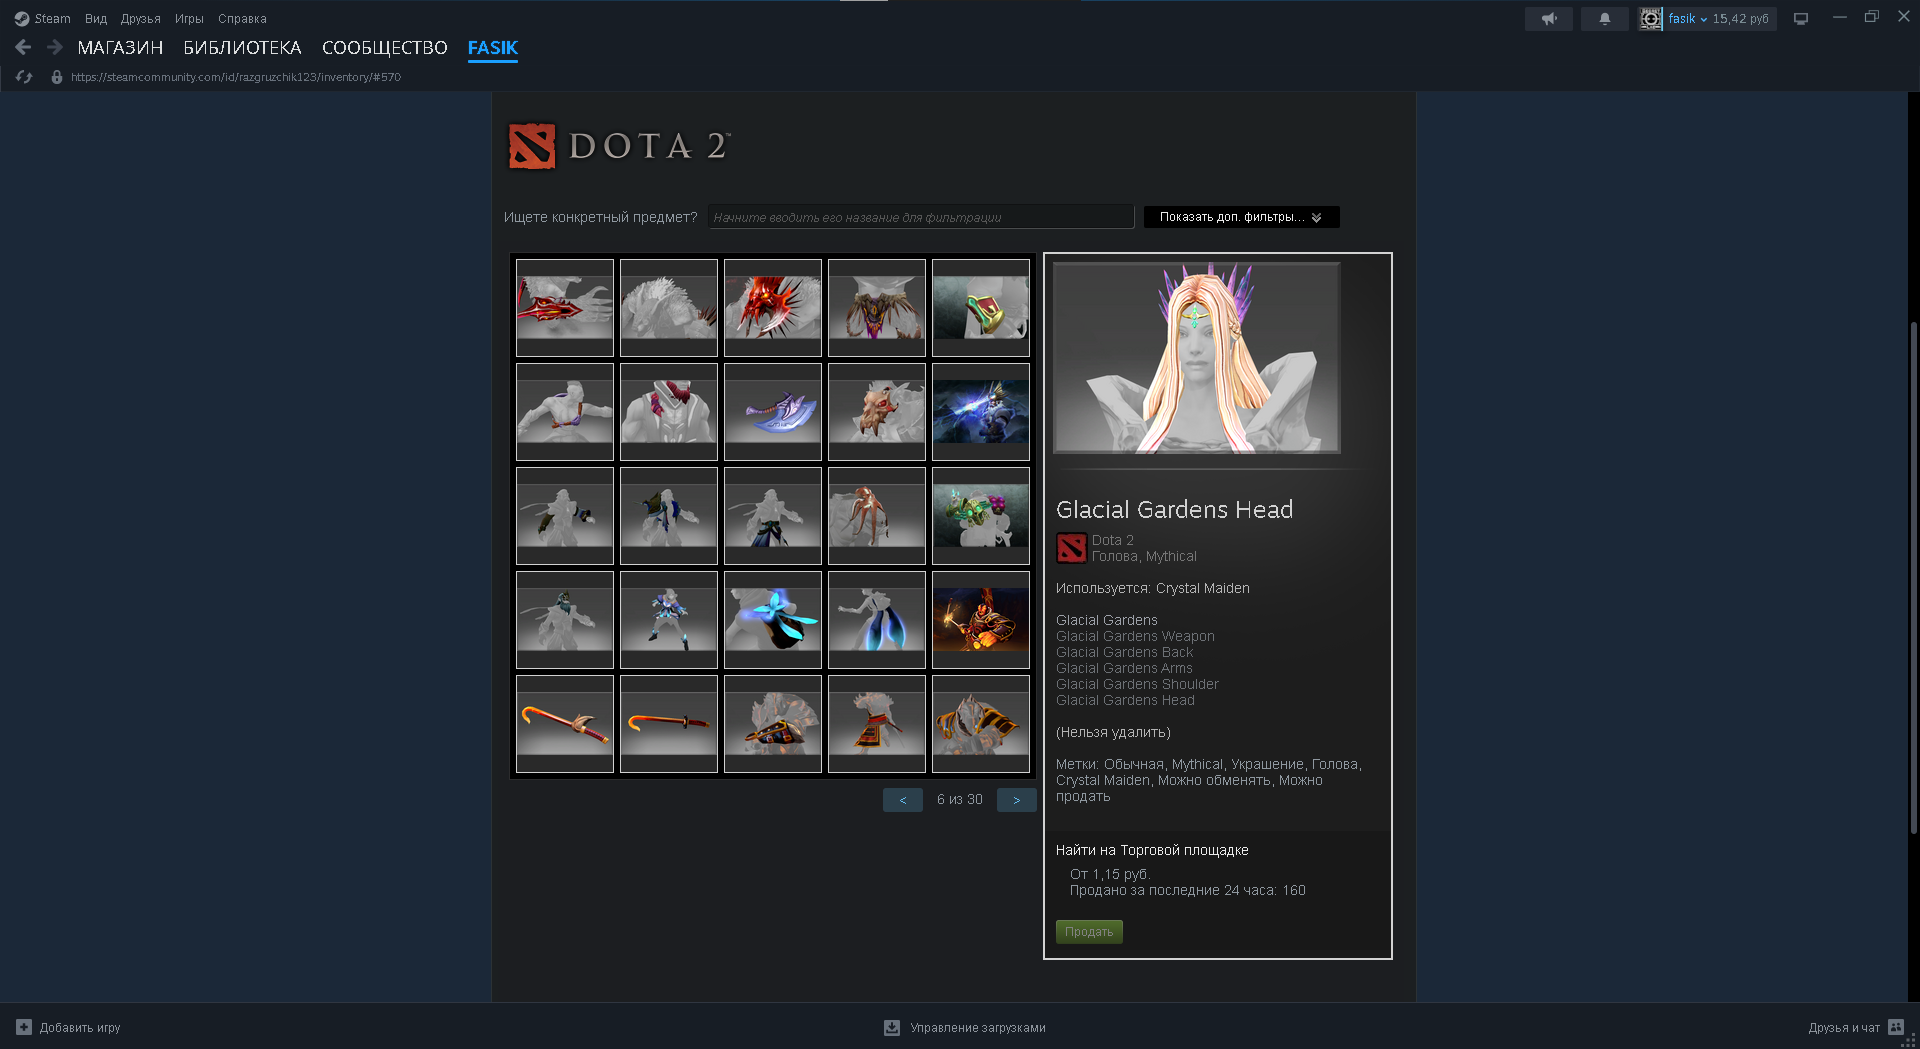 Steam Вид Друзья Игры Справка
fasik 15,42 руб
МАГАЗИН БИБЛИОТЕКА СООБЩЕСТВО FASIK
https://steamcommunity.com/id/razgruzchik123/inventory/#570
DOTA 2™
Ищете конкретный предмет? Начните вводить его название для фильтрации Показать доп. фильтры...
Glacial Gardens Head
Dota 2
Голова, Mythical
Используется: Crystal Maiden
Glacial Gardens
Glacial Gardens Weapon
Glacial Gardens Back
Glacial Gardens Arms
Glacial Gardens Shoulder
Glacial Gardens Head
(Нельзя удалить)
Метки: Обычная, Mythical, Украшение, Голова,
Crystal Maiden, Можно обменять, Можно
продать
< 6 из 30 >
Найти на Торговой площадке
От 1,15 руб.
Продано за последние 24 часа: 160
Продать
Добавить игру Управление загрузками Друзья и чат